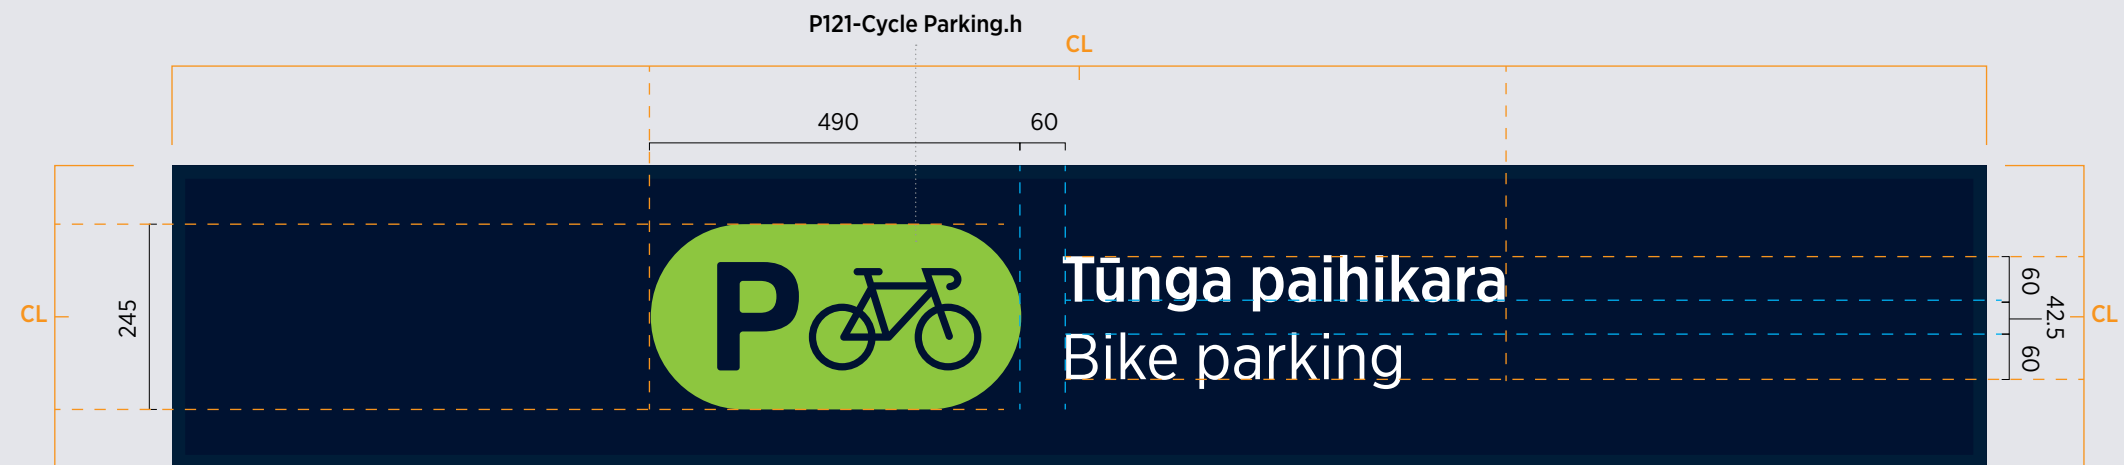 P121-Cycle Parking.h
CL
490
60
CL
245
P
Tūnga paihikara
Bike parking
60
42.5
60
CL